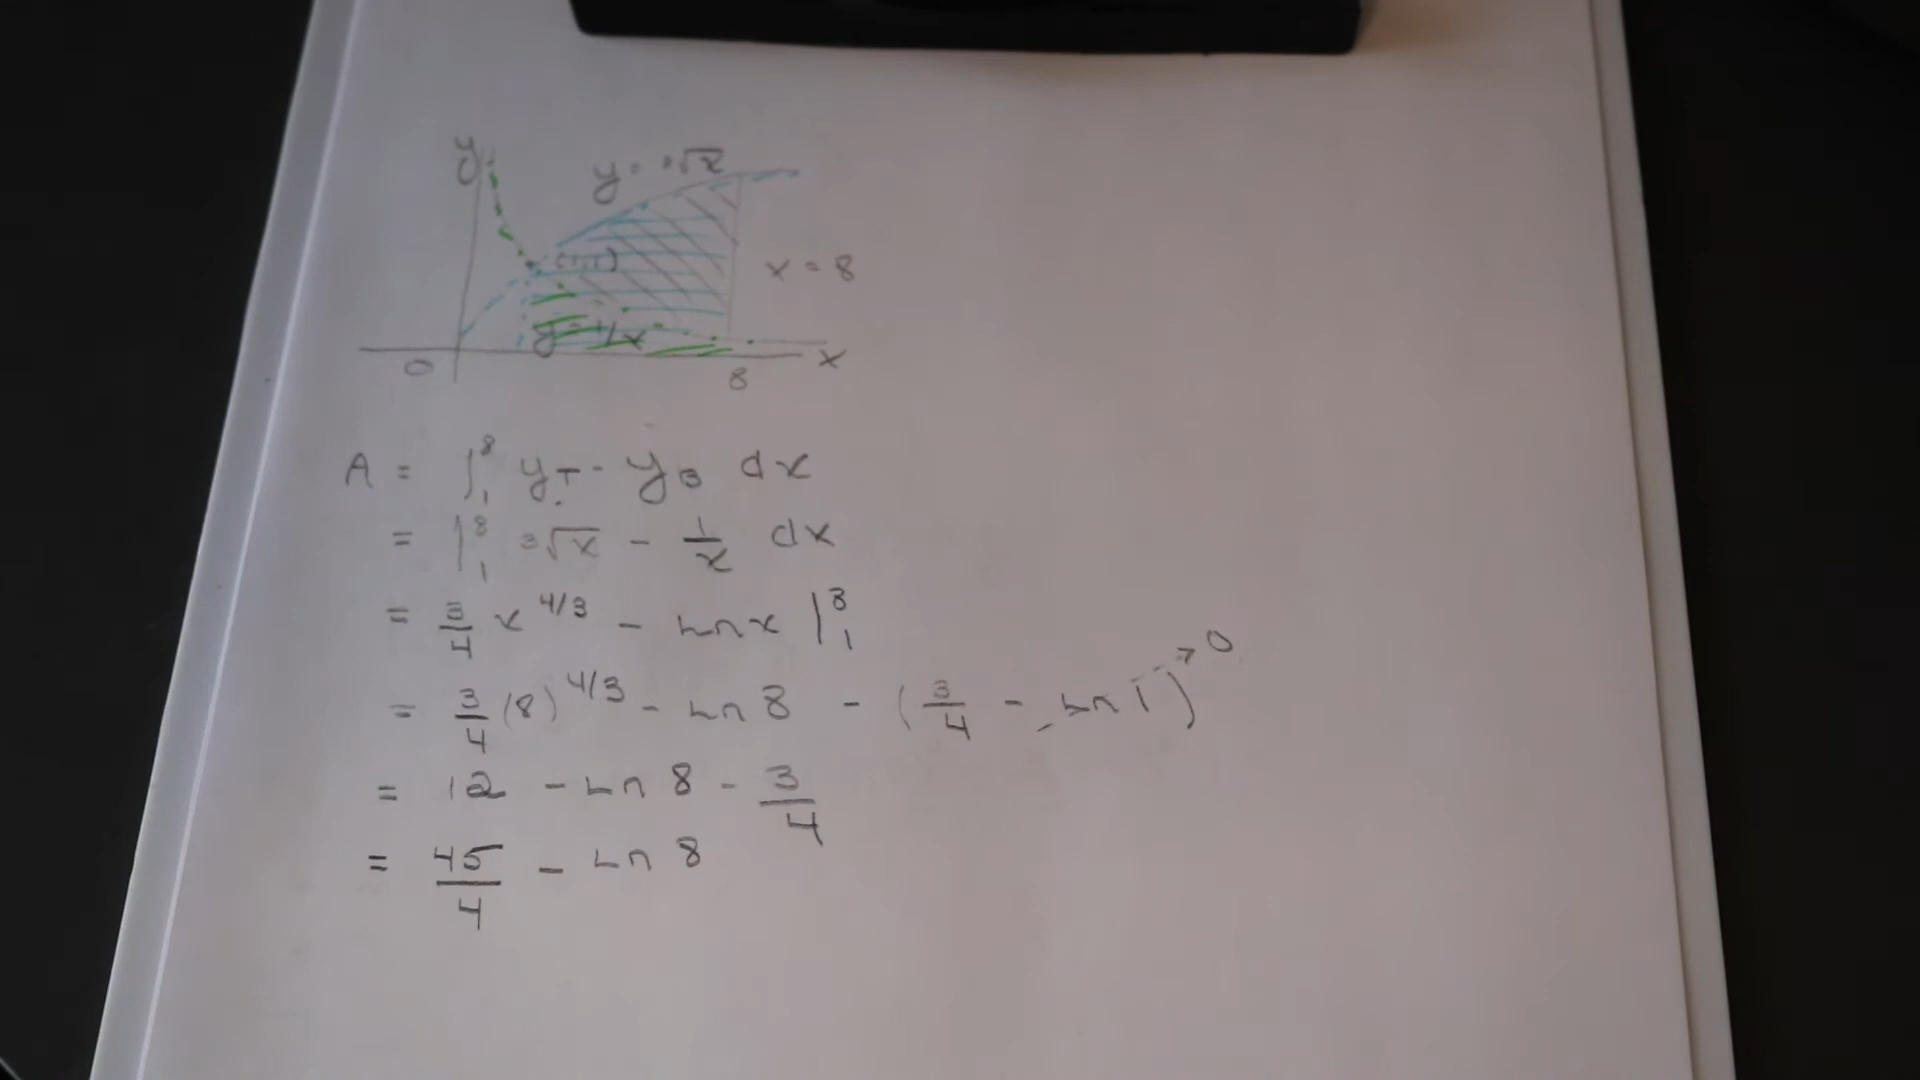 y
y = ³√x
(1,1)
x = 8
y = 1/x
0
8
x
A = ∫₁⁸ y_T - y_B dx
= ∫₁⁸ ³√x - 1/x dx
= 3/4 x^4/3 - Ln x |₁⁸
= 3/4 (8)^4/3 - Ln 8 - (3/4 - Ln 1) → 0
= 12 - Ln 8 - 3/4
= 45/4 - Ln 8